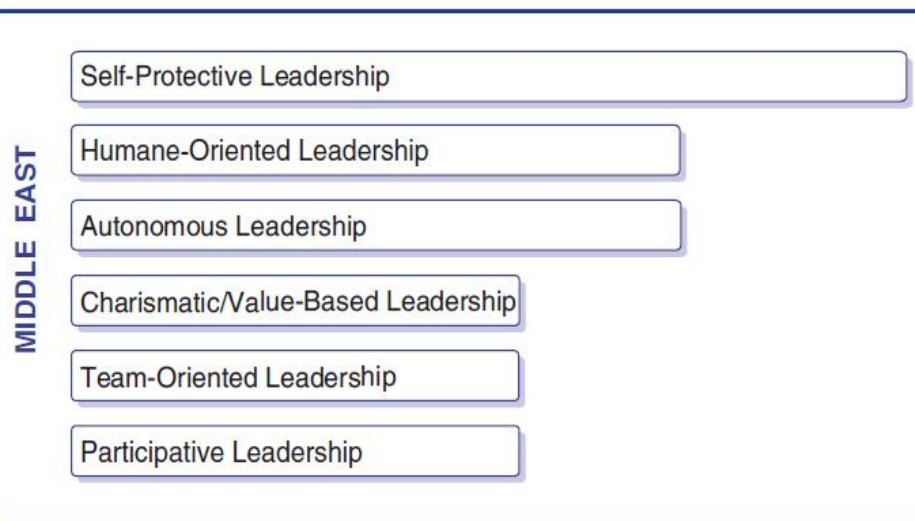 MIDDLE EAST
Self-Protective Leadership
Humane-Oriented Leadership
Autonomous Leadership
Charismatic/Value-Based Leadership
Team-Oriented Leadership
Participative Leadership